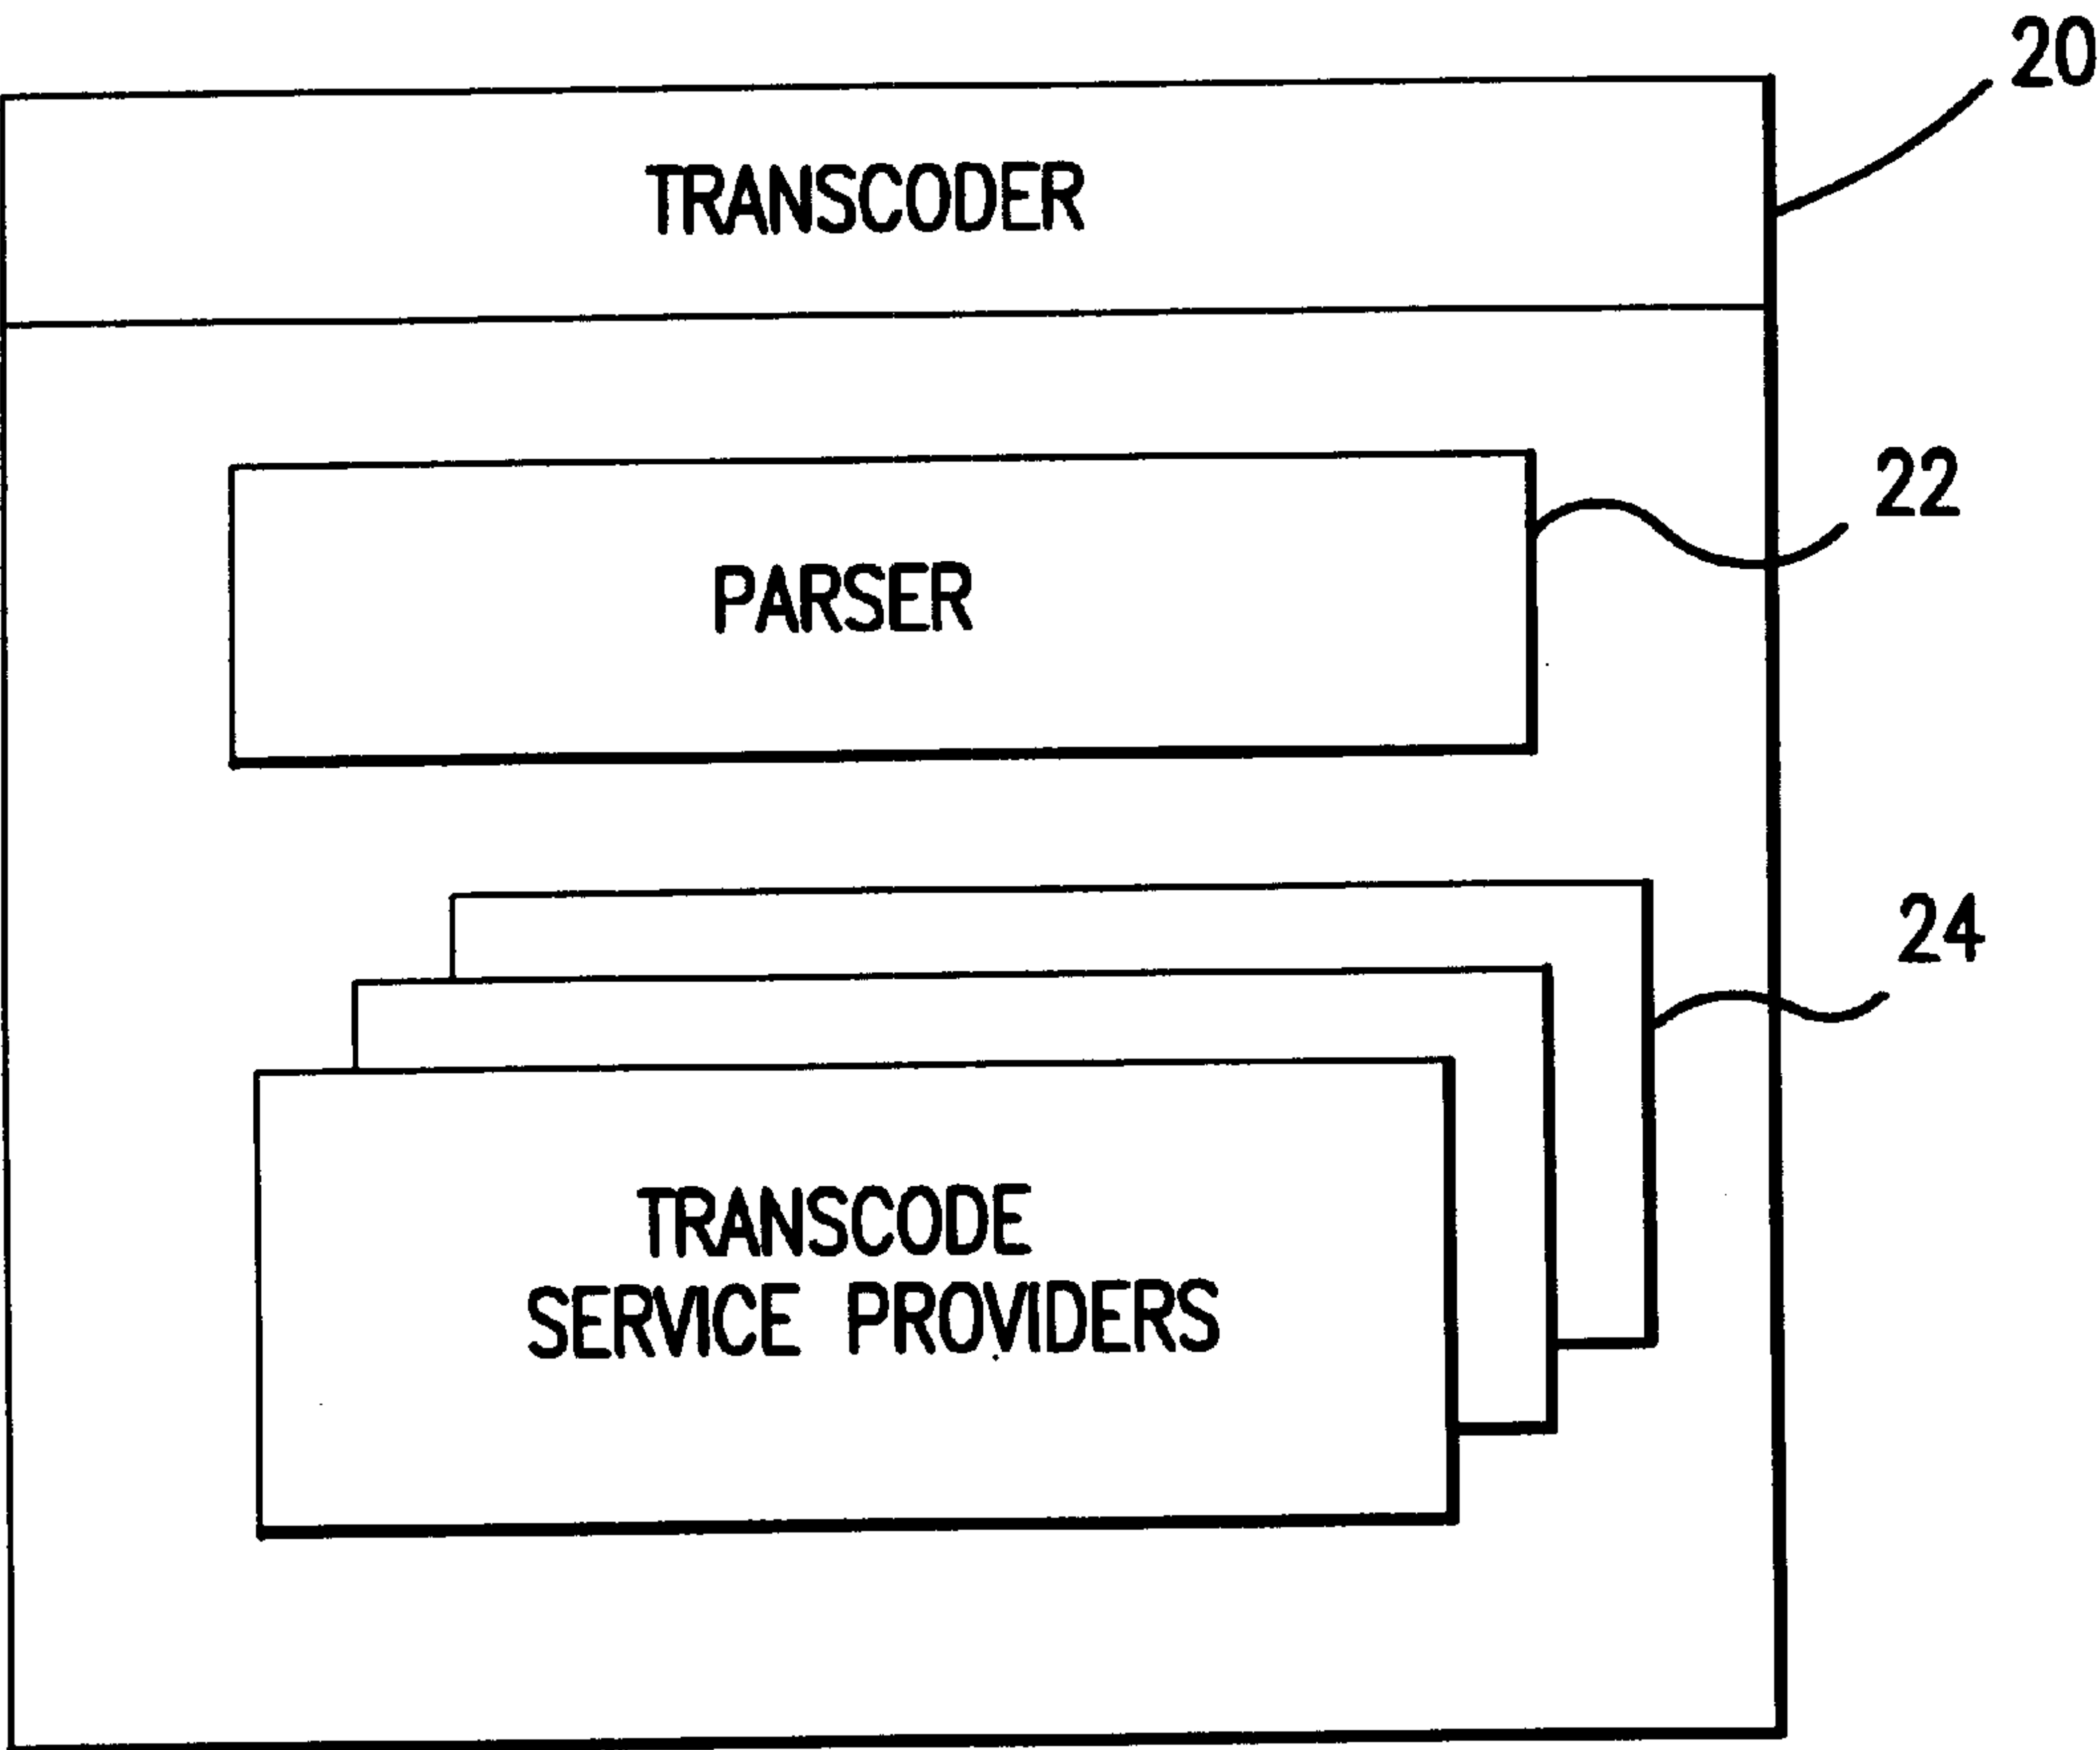 20
TRANSCODER
22
PARSER
24
TRANSCODE
SERVICE PROVIDERS